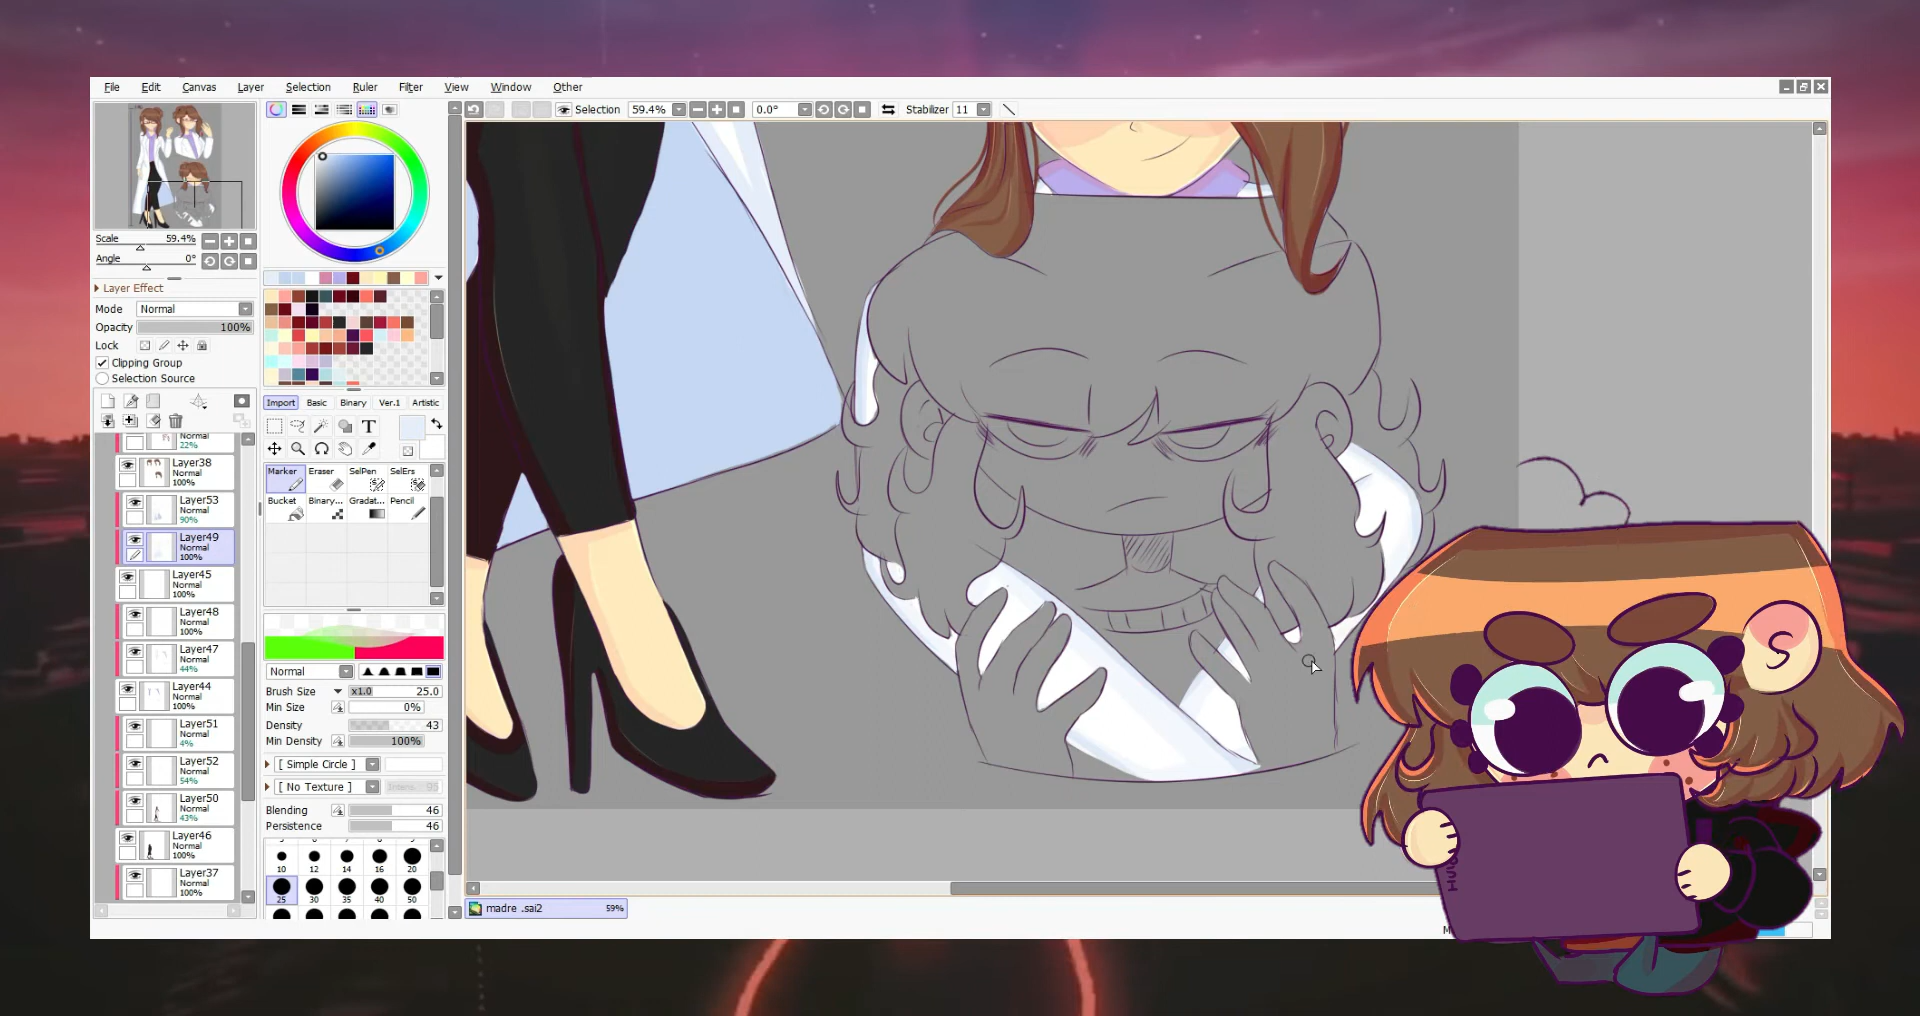 File Edit Canvas Layer Selection Ruler Filter View Window Other
Selection 59.4% 0.0° Stabilizer 11
Scale 59.4%
Angle 0°
Layer Effect
Mode Normal
Opacity 100%
Lock
Clipping Group
Selection Source
Normal
22%
Layer38
Normal
100%
Layer53
Normal
90%
Layer49
Normal
100%
Layer45
Normal
100%
Layer48
Normal
100%
Layer47
Normal
44%
Layer44
Normal
100%
Layer51
Normal
4%
Layer52
Normal
54%
Layer50
Normal
43%
Layer46
Normal
100%
Layer37
Normal
100%
Import Basic Binary Ver.1 Artistic
T
Marker Eraser SelPen SelErs
Bucket Binary... Gradat... Pencil
Normal
Brush Size x1.0 25.0
Min Size 0%
Density 43
Min Density 100%
[ Simple Circle ]
[ No Texture ]
Blending 46
Persistence 46
10 12 14 16 20
25 30 35 40 50
madre .sai2 59%